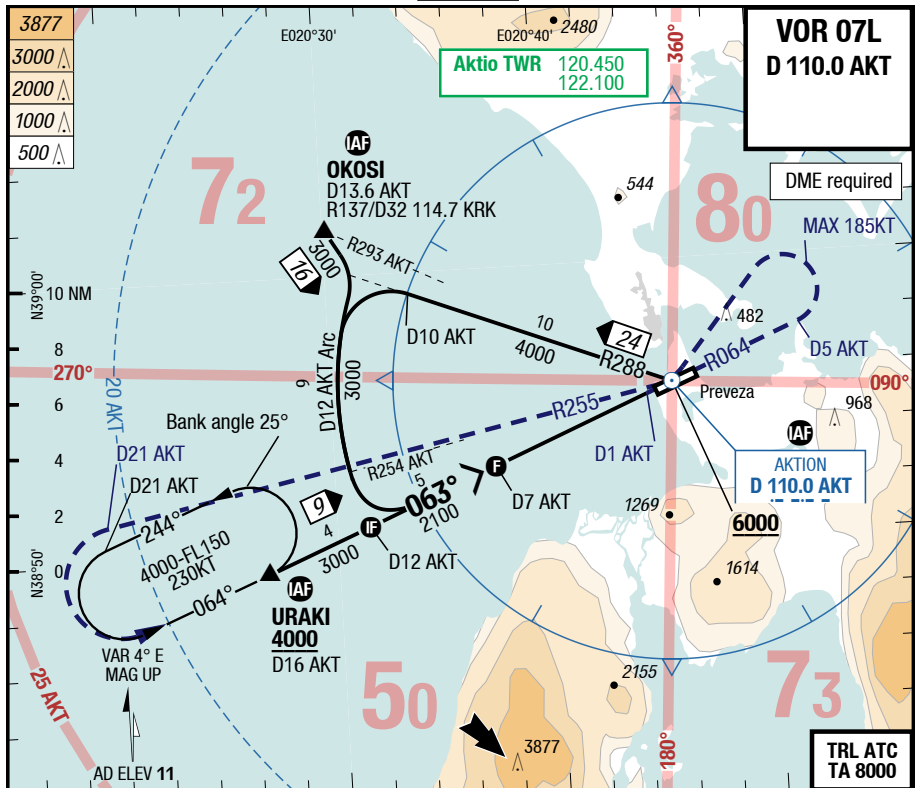 3877
3000
2000
1000
500
E020°30'
E020°40'
2480
360°
VOR 07L
D 110.0 AKT
Aktio TWR 120.450
122.100
DME required
IAF
OKOSI
D13.6 AKT
R137/D32 114.7 KRK
72
80
544
MAX 185KT
3000
R293 AKT
16
N39°00'
10 NM
8
6
4
2
0
N38°50'
D10 AKT
10
4000
24
R288
482
R064
D5 AKT
270°
090°
20 AKT
9
D12 AKT Arc
3000
Preveza
968
Bank angle 25°
R255
D1 AKT
IAF
AKTION
D 110.0 AKT
D21 AKT
D21 AKT
R254 AKT
5
063°
2100
F
D7 AKT
9
4
3000
IF
D12 AKT
1269
6000
244°
4000-FL150
230KT
064°
IAF
URAKI
4000
D16 AKT
1614
VAR 4° E
MAG UP
25 AKT
50
2155
73
3877
180°
AD ELEV 11
TRL ATC
TA 8000